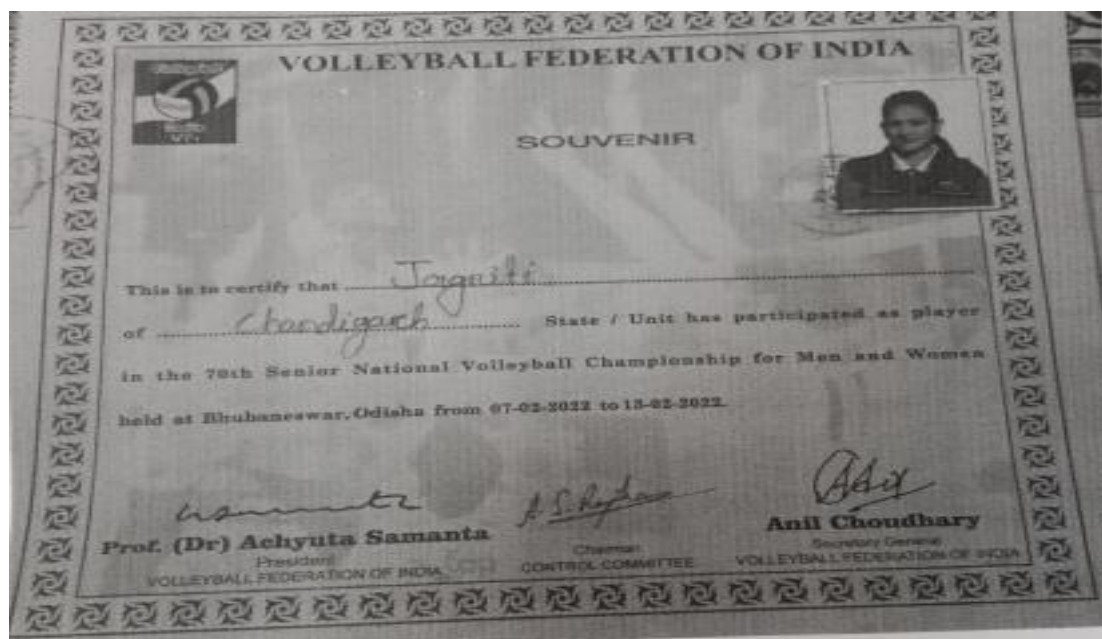 VOLLEYBALL FEDERATION OF INDIA
SOUVENIR
This is to certify that Jagriti
of Chandigarh State / Unit has participated as player
in the 70th Senior National Volleyball Championship for Men and Women
held at Bhubaneswar, Odisha from 07-02-2022 to 13-02-2022.
Prof. (Dr) Achyuta Samanta
President
VOLLEYBALL FEDERATION OF INDIA
Chairman
CONTROL COMMITTEE
Anil Choudhary
Secretary General
VOLLEYBALL FEDERATION OF INDIA